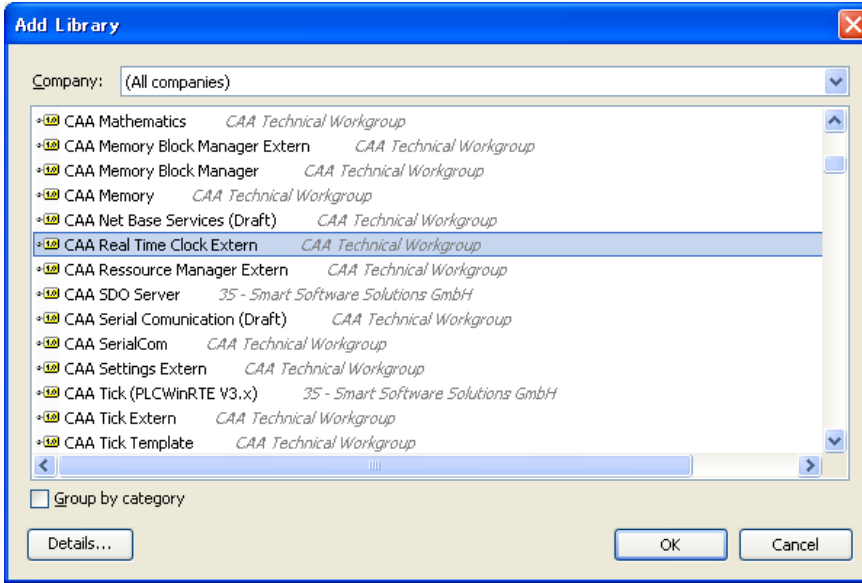 Add Library
Company: (All companies)
CAA Mathematics CAA Technical Workgroup
CAA Memory Block Manager Extern CAA Technical Workgroup
CAA Memory Block Manager CAA Technical Workgroup
CAA Memory CAA Technical Workgroup
CAA Net Base Services (Draft) CAA Technical Workgroup
CAA Real Time Clock Extern CAA Technical Workgroup
CAA Ressource Manager Extern CAA Technical Workgroup
CAA SDO Server 3S - Smart Software Solutions GmbH
CAA Serial Comunication (Draft) CAA Technical Workgroup
CAA SerialCom CAA Technical Workgroup
CAA Settings Extern CAA Technical Workgroup
CAA Tick (PLCWinRTE V3.x) 3S - Smart Software Solutions GmbH
CAA Tick Extern CAA Technical Workgroup
CAA Tick Template CAA Technical Workgroup
Group by category
Details... OK Cancel